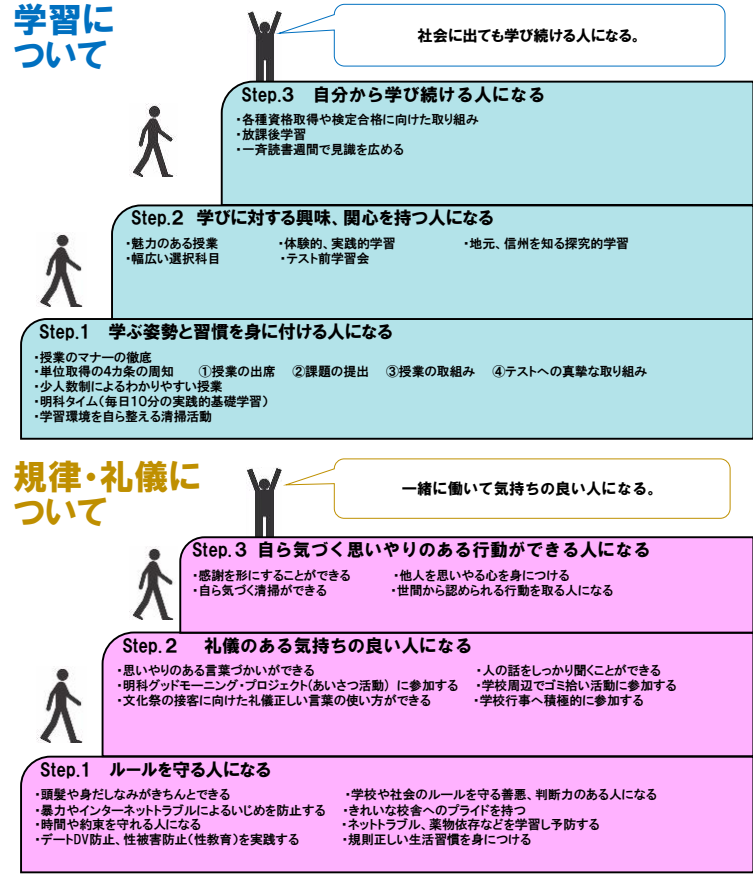 学習に
ついて
社会に出ても学び続ける人になる。
Step.3 自分から学び続ける人になる
・各種資格取得や検定合格に向けた取り組み
・放課後学習
・一斉読書週間で見識を広める
Step.2 学びに対する興味、関心を持つ人になる
・魅力のある授業 ・体験的、実践的学習 ・地元、信州を知る探究的学習
・幅広い選択科目 ・テスト前学習会
Step.1 学ぶ姿勢と習慣を身に付ける人になる
・授業のマナーの徹底
・単位取得の4カ条の周知 ①授業の出席 ②課題の提出 ③授業の取組み ④テストへの真摯な取り組み
・少人数制によるわかりやすい授業
・明科タイム(毎日10分の実践的基礎学習)
・学習環境を自ら整える清掃活動
規律・礼儀に
ついて
一緒に働いて気持ちの良い人になる。
Step.3 自ら気づく思いやりのある行動ができる人になる
・感謝を形にすることができる ・他人を思いやる心を身につける
・自ら気づく清掃ができる ・世間から認められる行動を取る人になる
Step.2 礼儀のある気持ちの良い人になる
・思いやりのある言葉づかいができる ・人の話をしっかり聞くことができる
・明科グッドモーニング・プロジェクト(あいさつ活動) に参加する ・学校周辺でゴミ拾い活動に参加する
・文化祭の接客に向けた礼儀正しい言葉の使い方ができる ・学校行事へ積極的に参加する
Step.1 ルールを守る人になる
・頭髪や身だしなみがきちんとできる ・学校や社会のルールを守る善悪、判断力のある人になる
・暴力やインターネットトラブルによるいじめを防止する ・きれいな校舎へのプライドを持つ
・時間や約束を守れる人になる ・ネットトラブル、薬物依存などを学習し予防する
・デートDV防止、性被害防止(性教育)を実践する ・規則正しい生活習慣を身につける